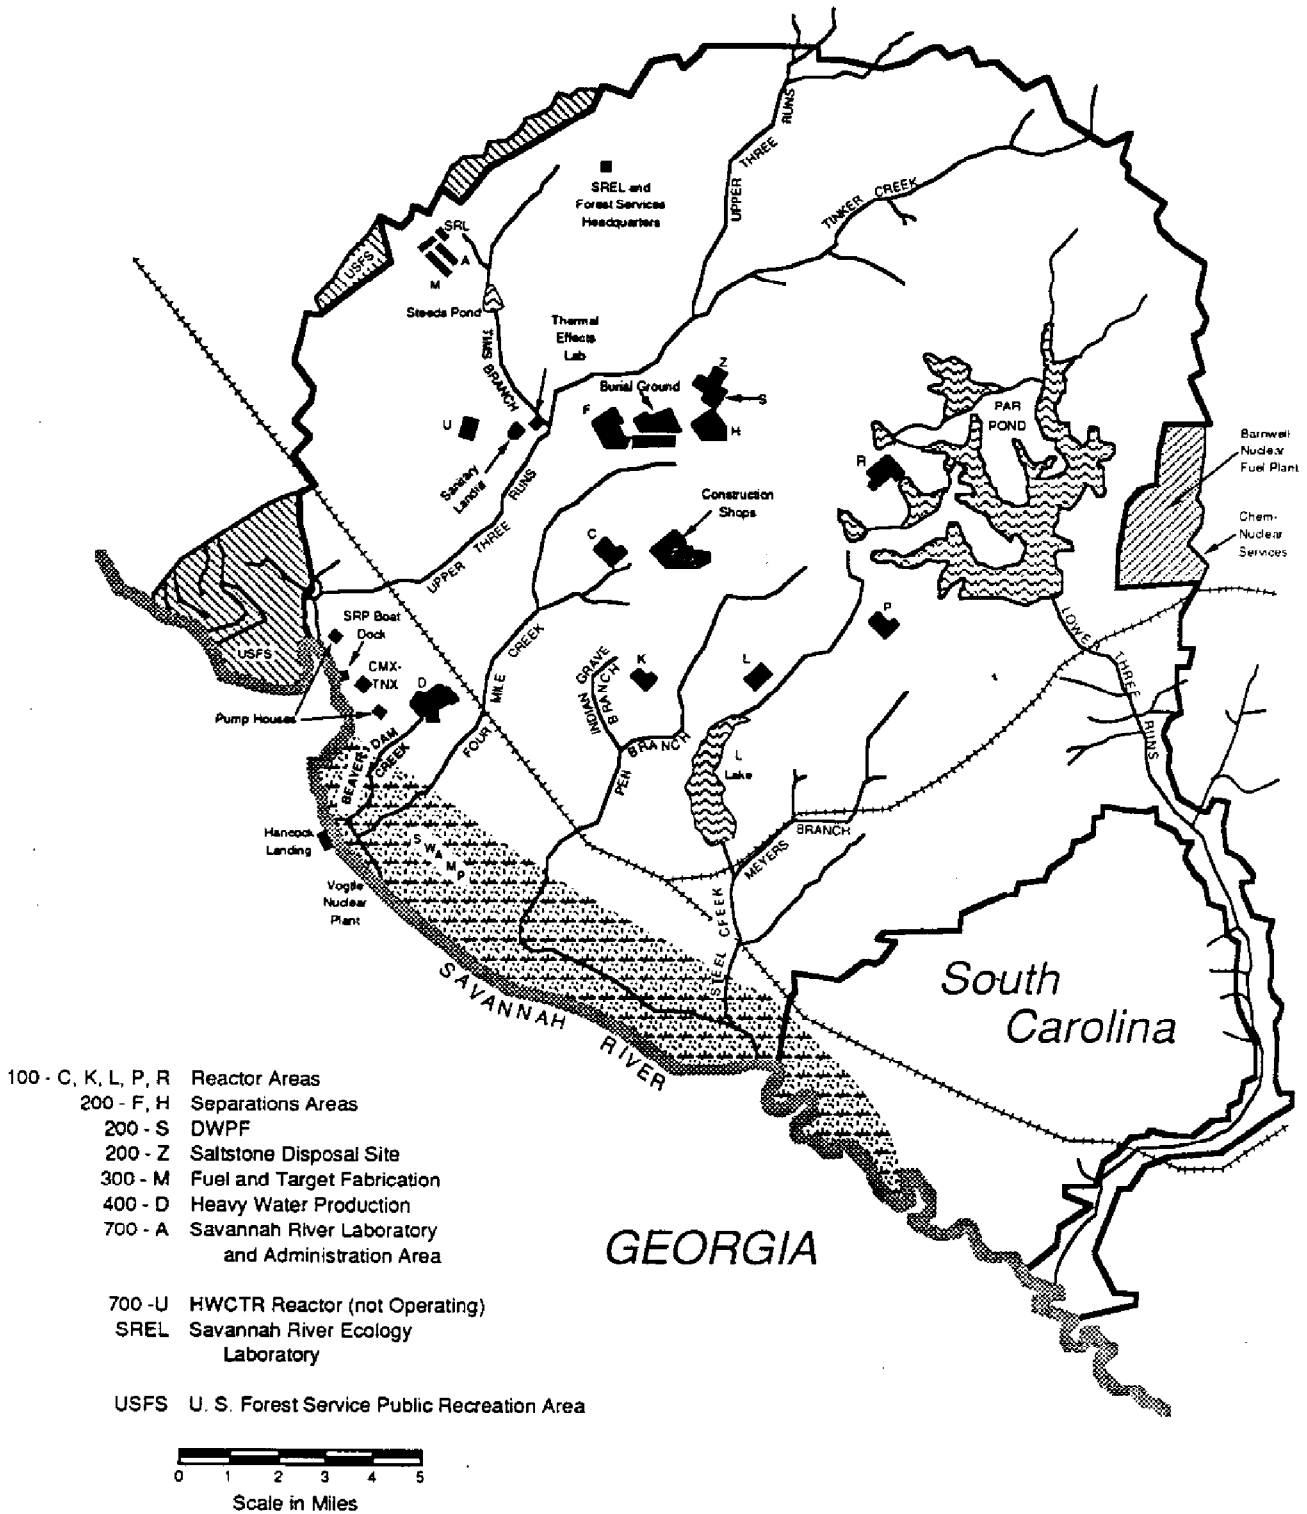 UPPER THREE RUNS
SREL and
Forest Services
Headquarters
TINKER CREEK
SRL
A
M
USFS
Steeds Pond
TIMS BRANCH
Thermal
Effects
Lab
Z
Burial Ground
S
F
H
U
PAR
POND
Barnwell
Nuclear
Fuel Plant
R
Sanitary
Landfill
Construction
Shops
Chem-
Nuclear
Services
C
UPPER THREE RUNS
P
SRP Boat
Dock
LOWE THREE RUNS
USFS
CREEK
INDIAN GRAVE
BRANCH
K
L
CMX-
TNX
D
MILE
Pump Houses
FOUR
BEAVER DAM
CREEK
PEN BRANCH
L
Lake
Hancock
Landing
SWAMP
MEYERS BRANCH
Vogtle
Nuclear
Plant
STEEL CREEK
SAVANNAH RIVER
South
Carolina
100 - C, K, L, P, R Reactor Areas
200 - F, H Separations Areas
200 - S DWPF
200 - Z Saltstone Disposal Site
300 - M Fuel and Target Fabrication
400 - D Heavy Water Production
700 - A Savannah River Laboratory
and Administration Area
GEORGIA
700 -U HWCTR Reactor (not Operating)
SREL Savannah River Ecology
Laboratory
USFS U. S. Forest Service Public Recreation Area
0 1 2 3 4 5
Scale in Miles